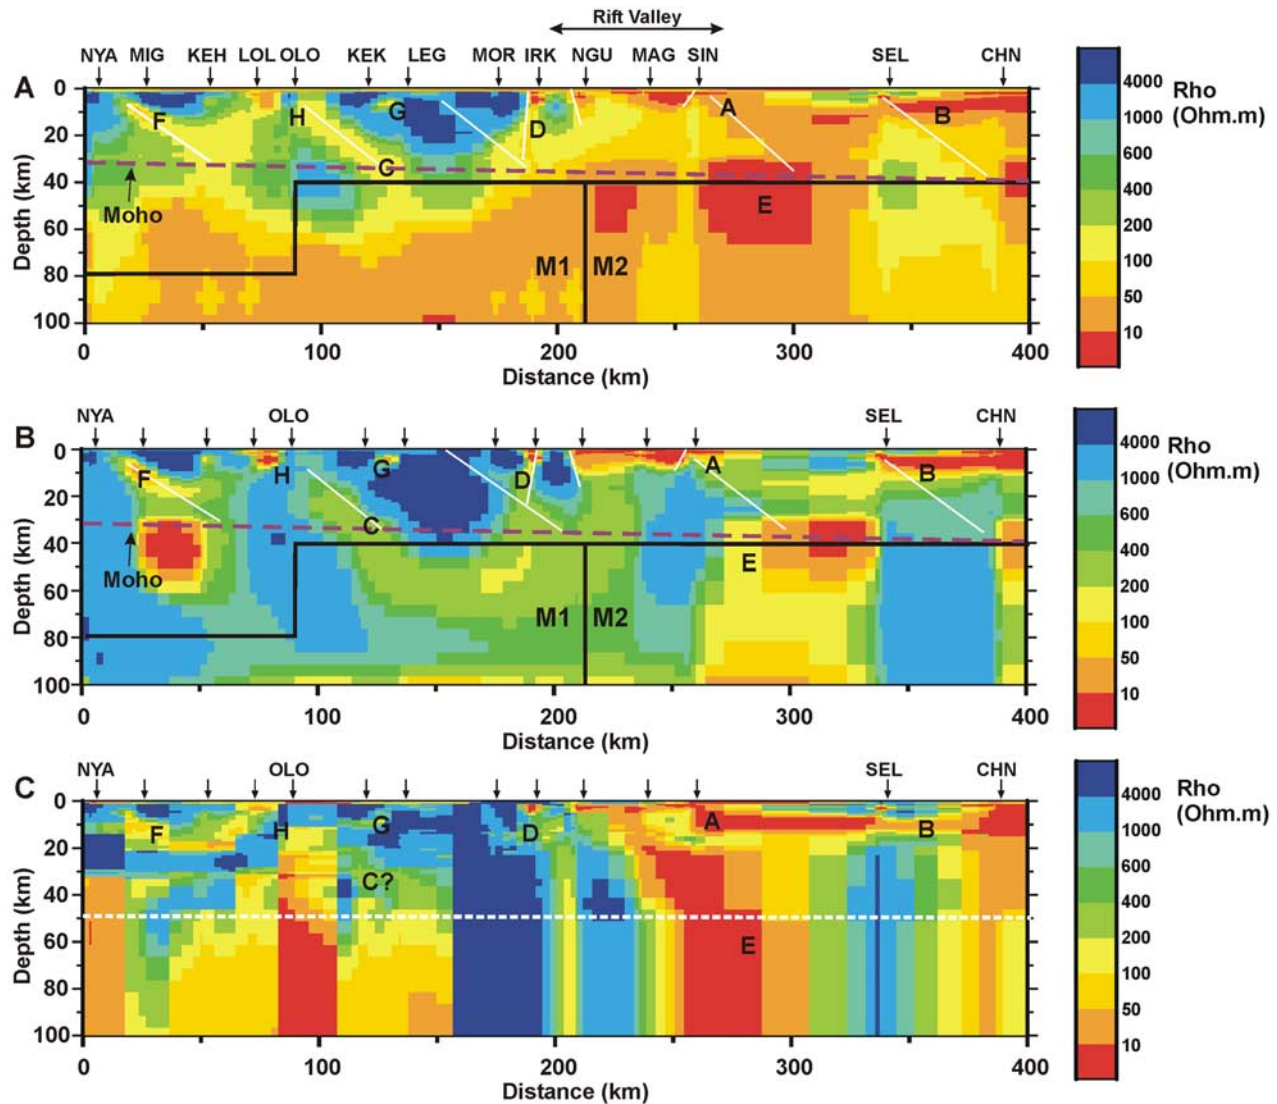 Rift Valley
NYA MIG KEH LOL OLO KEK LEG MOR IRK NGU MAG SIN SEL CHN
A
0
20
40
60
80
100
Depth (km)
F H G D A B
G
E
Moho
M1 M2
0 100 200 300 400
Distance (km)
Rho
(Ohm.m)
4000
1000
600
400
200
100
50
10
NYA OLO SEL CHN
B
0
20
40
60
80
100
Depth (km)
F H G D A B
C
E
Moho
M1 M2
0 100 200 300 400
Distance (km)
Rho
(Ohm.m)
4000
1000
600
400
200
100
50
10
NYA OLO SEL CHN
C
0
20
40
60
80
100
Depth (km)
F H G D A B
C?
E
0 100 200 300 400
Distance (km)
Rho
(Ohm.m)
4000
1000
600
400
200
100
50
10